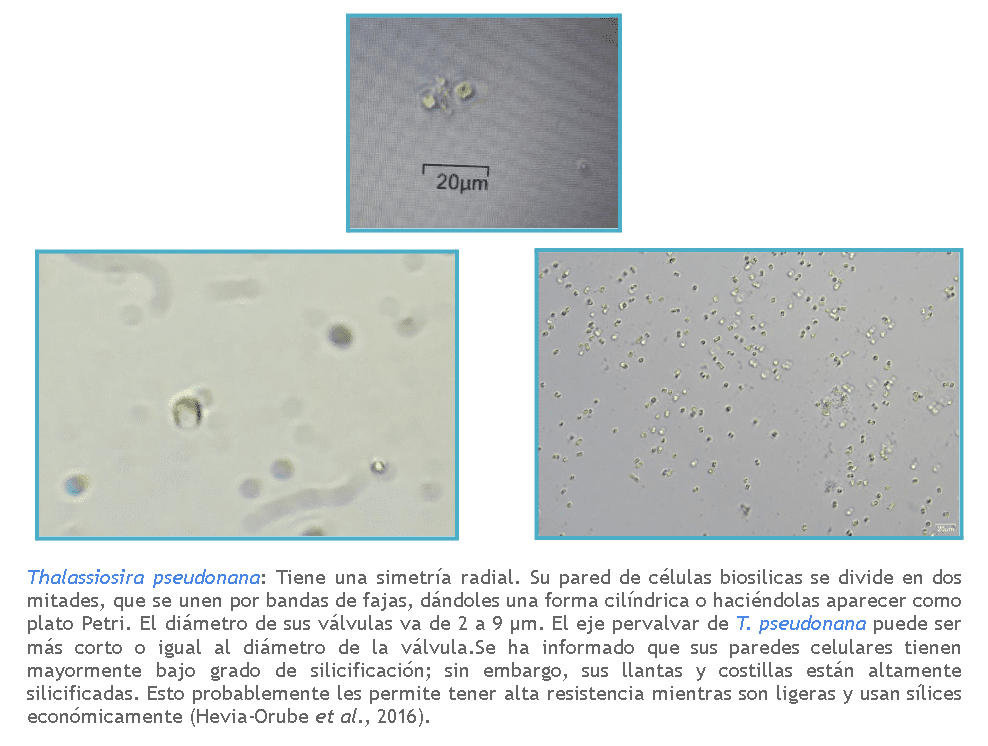 20µm
20µm
Thalassiosira pseudonana: Tiene una simetría radial. Su pared de células biosilicas se divide en dos
mitades, que se unen por bandas de fajas, dándoles una forma cilíndrica o haciéndolas aparecer como
plato Petri. El diámetro de sus válvulas va de 2 a 9 µm. El eje pervalvar de T. pseudonana puede ser
más corto o igual al diámetro de la válvula.Se ha informado que sus paredes celulares tienen
mayormente bajo grado de silicificación; sin embargo, sus llantas y costillas están altamente
silicificadas. Esto probablemente les permite tener alta resistencia mientras son ligeras y usan sílices
económicamente (Hevia-Orube et al., 2016).